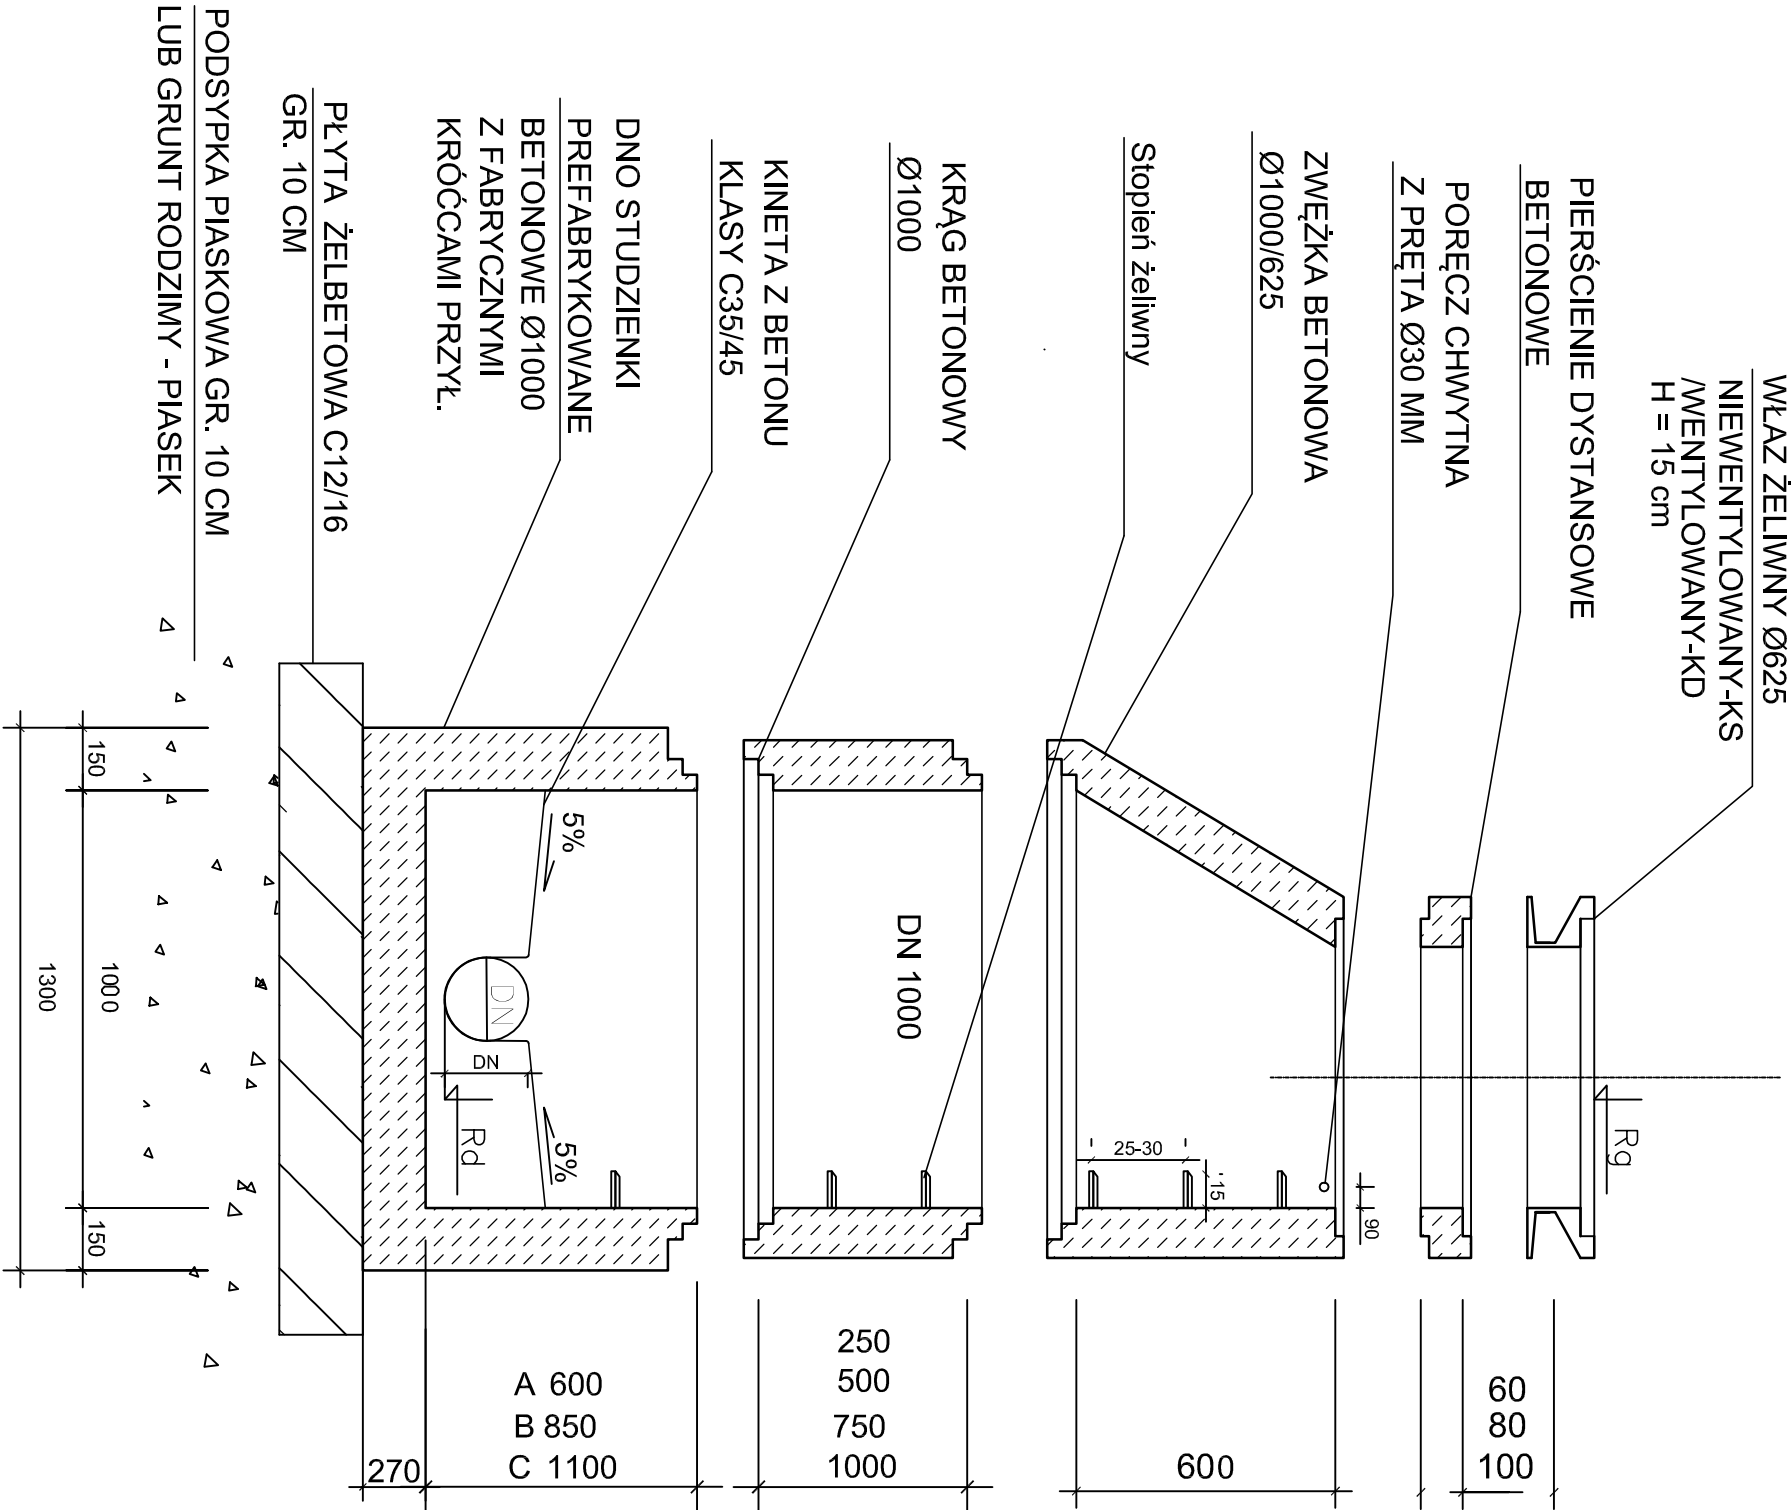 WŁAZ ŻELIWNY Ø625
NIEWENTYLOWANY-KS
/WENTYLOWANY-KD
H = 15 cm
PIERŚCIENIE DYSTANSOWE
BETONOWE
PORĘCZ CHWYTNA
Z PRĘTA Ø30 MM
ZWĘŻKA BETONOWA
Ø1000/625
Stopień żeliwny
KRĄG BETONOWY
Ø1000
KINETA Z BETONU
KLASY C35/45
DNO STUDZIENKI
PREFABRYKOWANE
BETONOWE Ø1000
Z FABRYCZNYMI
KRÓĆCAMI PRZYŁ.
PŁYTA ŻELBETOWA C12/16
GR. 10 CM
PODSYPKA PIASKOWA GR. 10 CM
LUB GRUNT RODZIMY - PIASEK
Rg
90
15
25-30
DN 1000
5%
5%
DN
DN
Rd
150
1000
150
1300
60
80
100
600
250
500
750
1000
A 600
B 850
C 1100
270